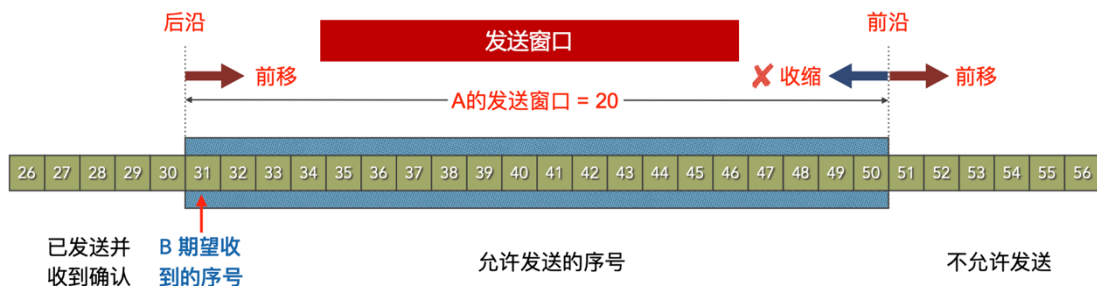 后沿
发送窗口
前沿
前移
✘ 收缩
前移
A的发送窗口 = 20
26 27 28 29 30 31 32 33 34 35 36 37 38 39 40 41 42 43 44 45 46 47 48 49 50 51 52 53 54 55 56
已发送并
收到确认
B 期望收
到的序号
允许发送的序号
不允许发送